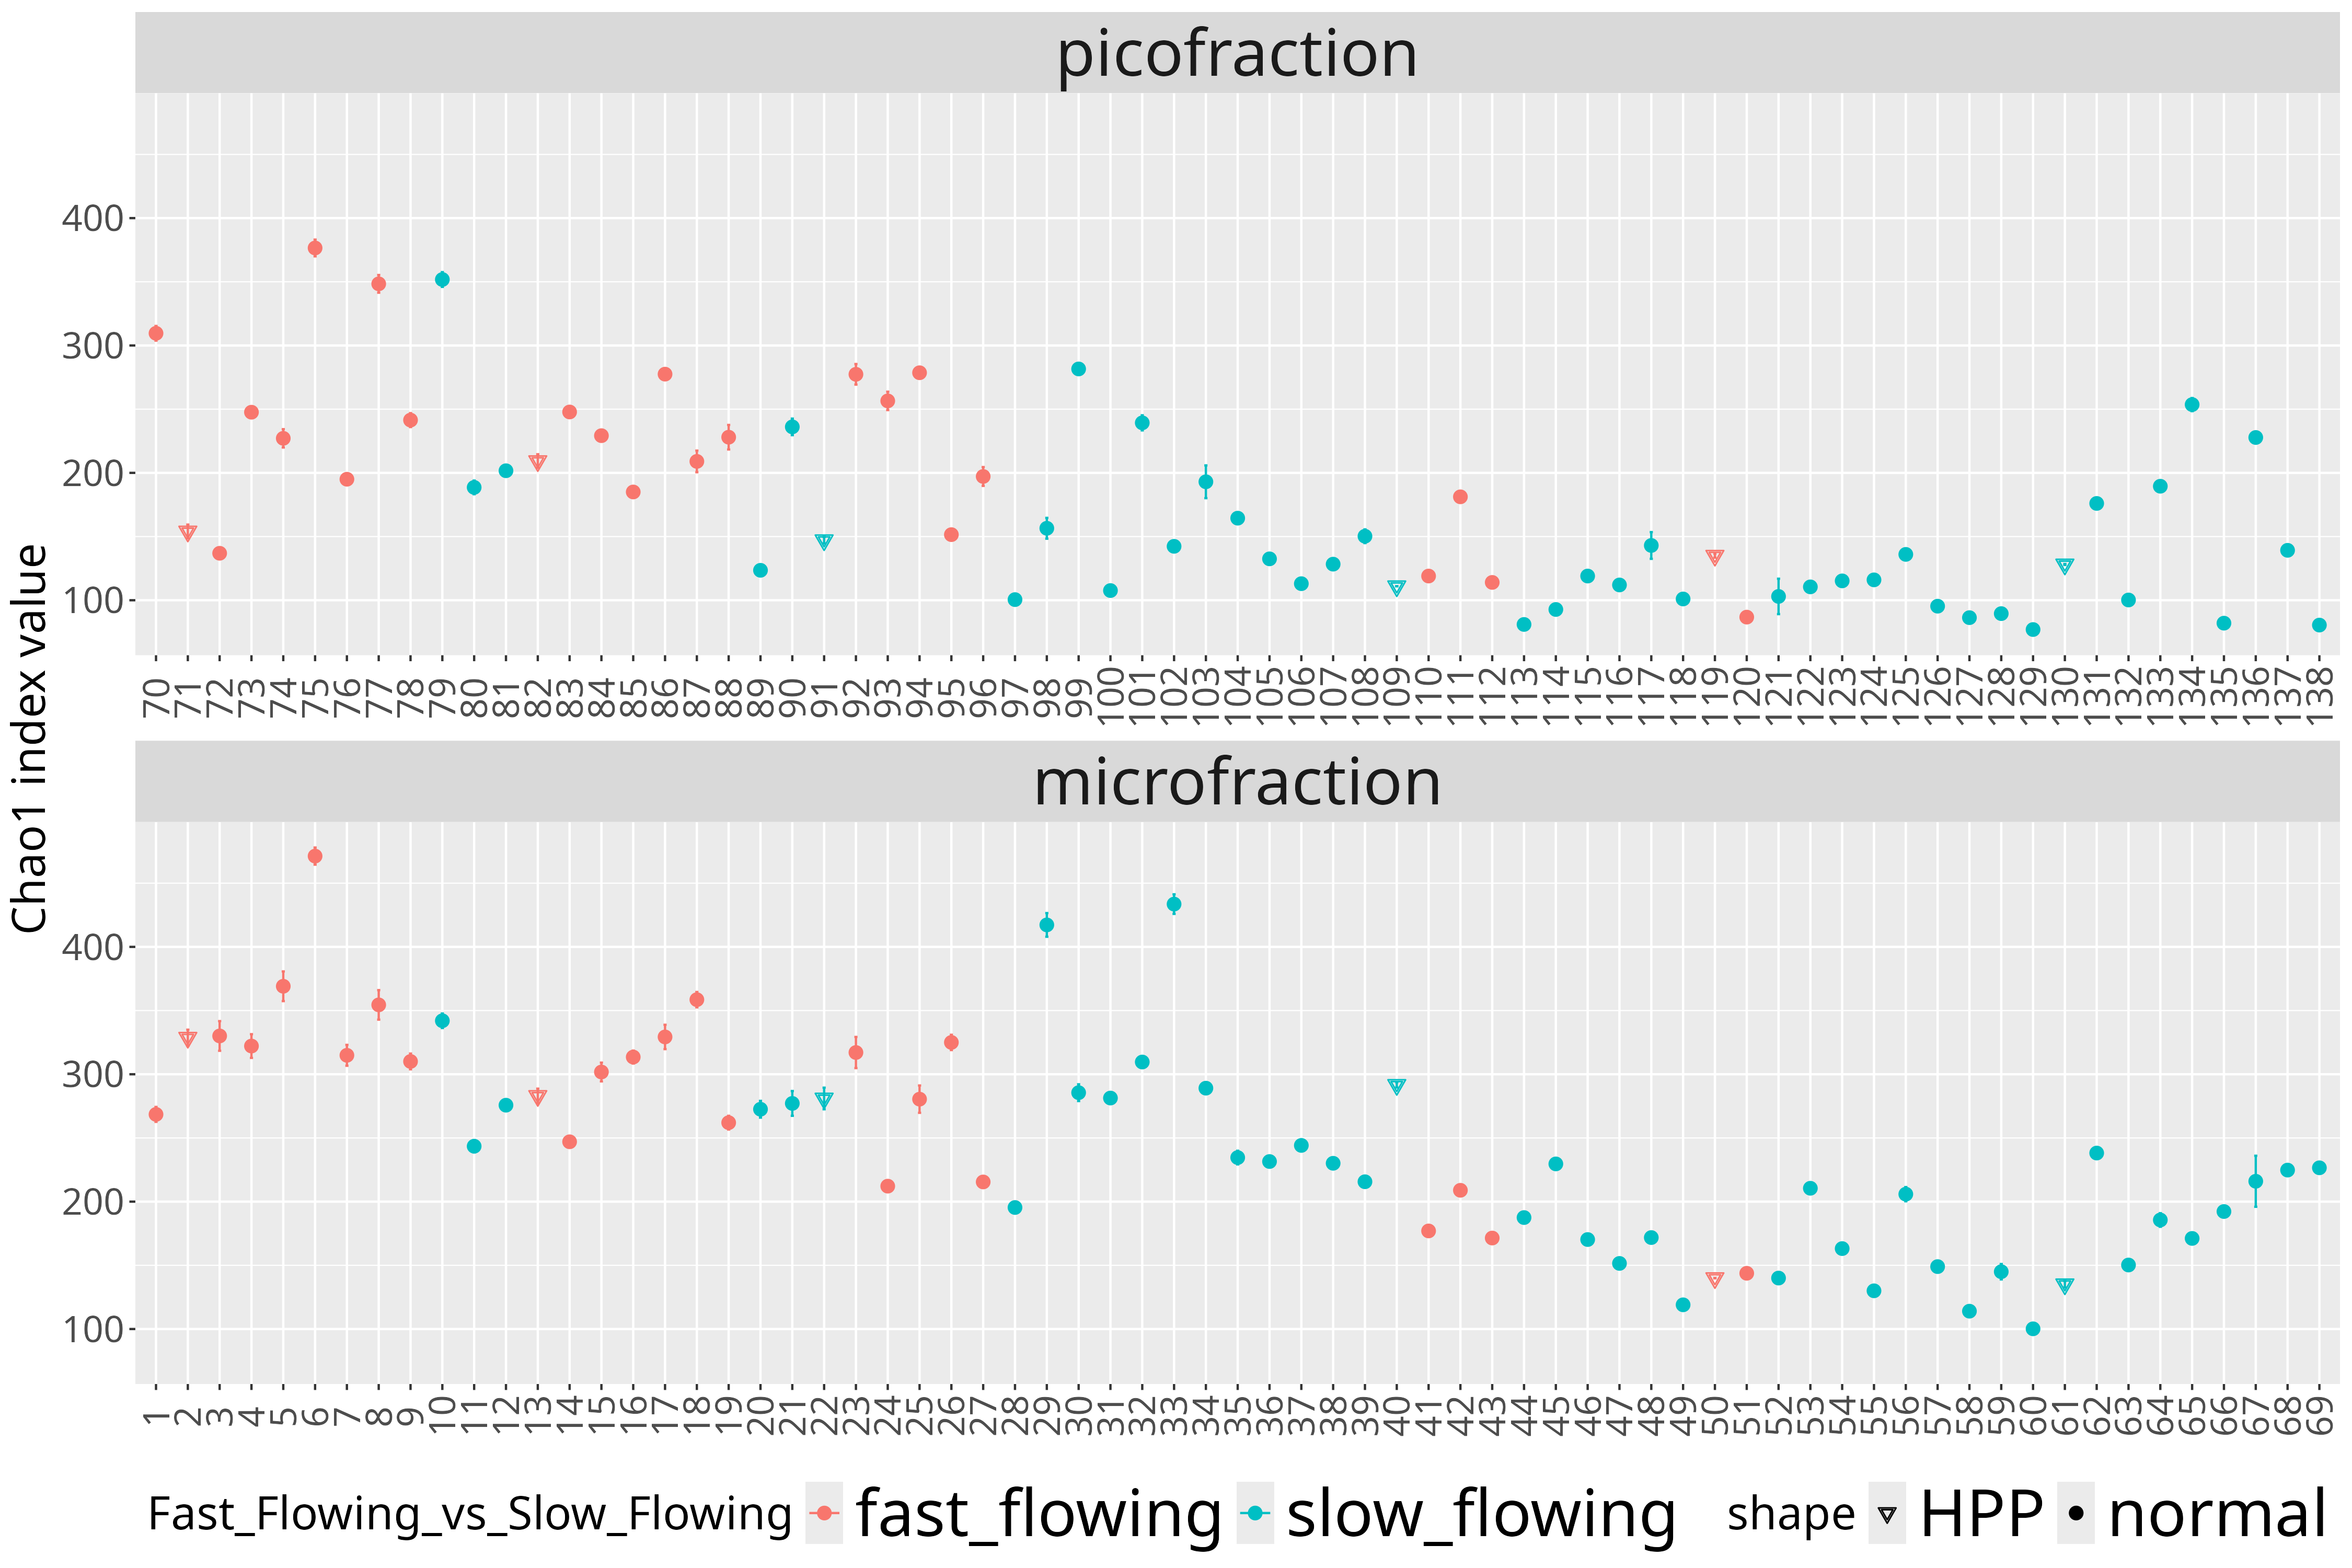 picofraction
Chao1 index value
400
300
200
100
70 71 72 73 74 75 76 77 78 79 80 81 82 83 84 85 86 87 88 89 90 91 92 93 94 95 96 97 98 99 100 101 102 103 104 105 106 107 108 109 110 111 112 113 114 115 116 117 118 119 120 121 122 123 124 125 126 127 128 129 130 131 132 133 134 135 136 137 138
microfraction
400
300
200
100
1 2 3 4 5 6 7 8 9 10 11 12 13 14 15 16 17 18 19 20 21 22 23 24 25 26 27 28 29 30 31 32 33 34 35 36 37 38 39 40 41 42 43 44 45 46 47 48 49 50 51 52 53 54 55 56 57 58 59 60 61 62 63 64 65 66 67 68 69
Fast_Flowing_vs_Slow_Flowing fast_flowing slow_flowing shape HPP normal